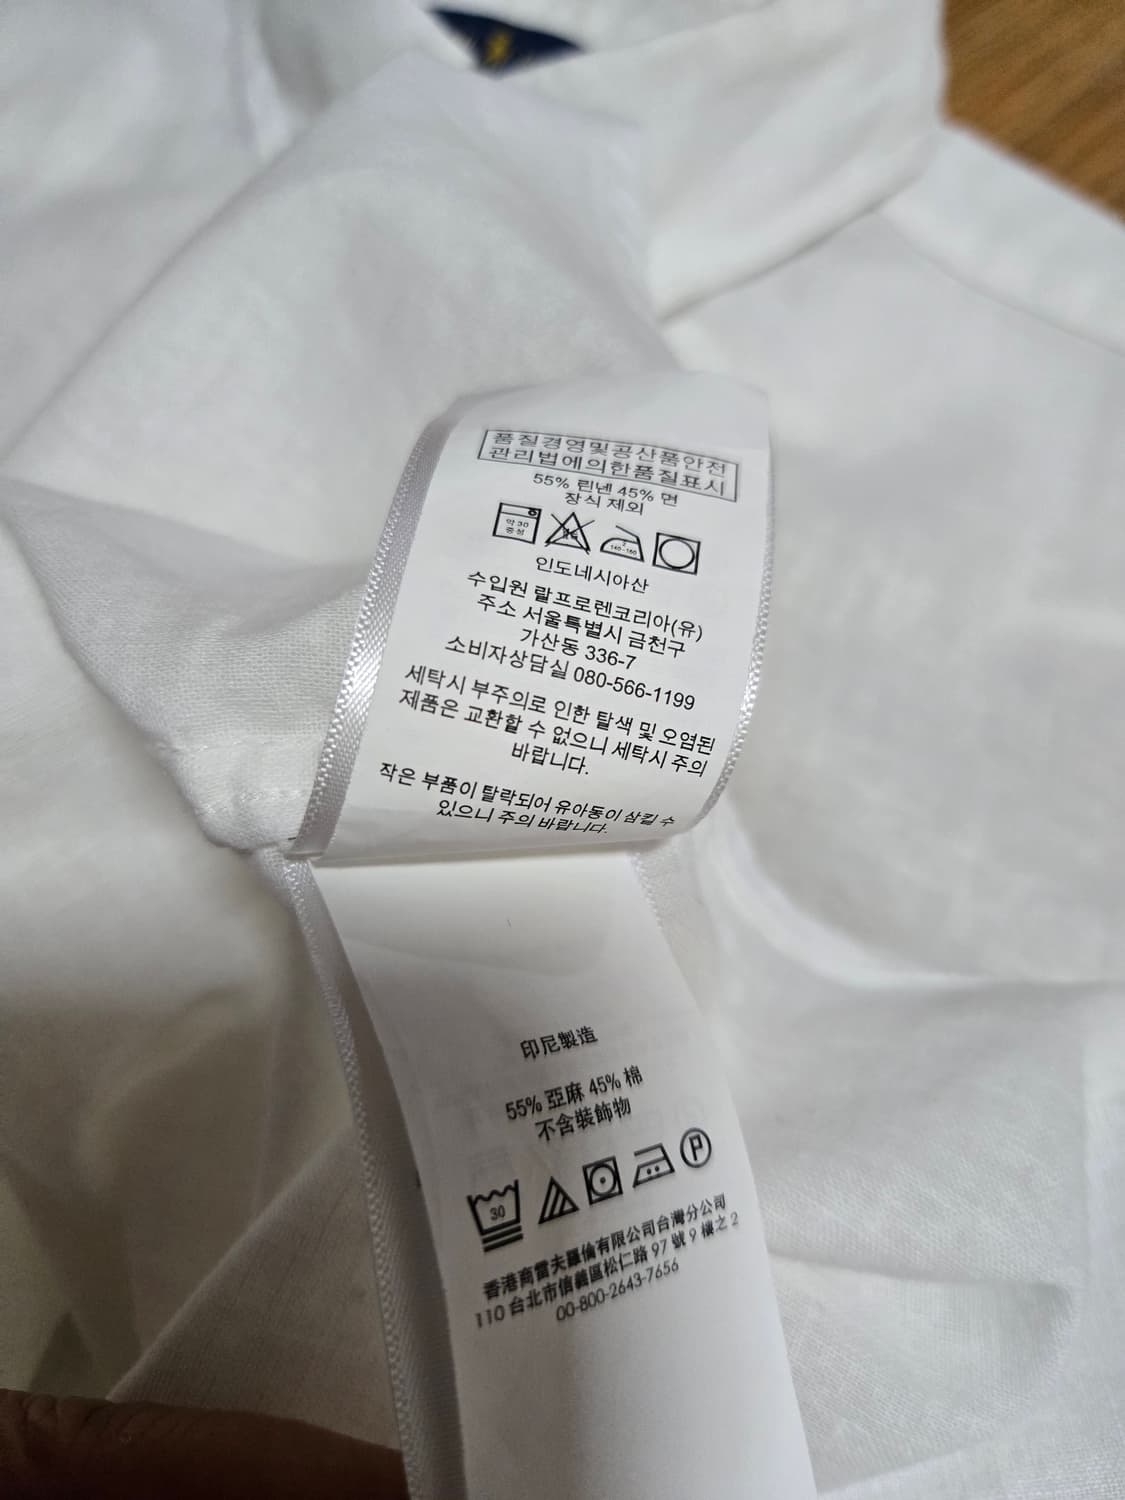 품질경영및공산품안전
관리법에의한품질표시
55% 린넨 45% 면
장식 제외
약 30
중성
140~160
인도네시아산
수입원 랄프로렌코리아(유)
주소 서울특별시 금천구
가산동 336-7
소비자상담실 080-566-1199
세탁시 부주의로 인한 탈색 및 오염된
제품은 교환할 수 없으니 세탁시 주의
바랍니다.
작은 부품이 탈락되어 유아동이 삼킬 수
있으니 주의 바랍니다.
印尼製造
55% 亞麻 45% 棉
不含裝飾物
30
P
香港商雷夫羅倫有限公司台灣分公司
110 台北市信義區松仁路 97 號 9 樓之 2
00-800-2643-7656